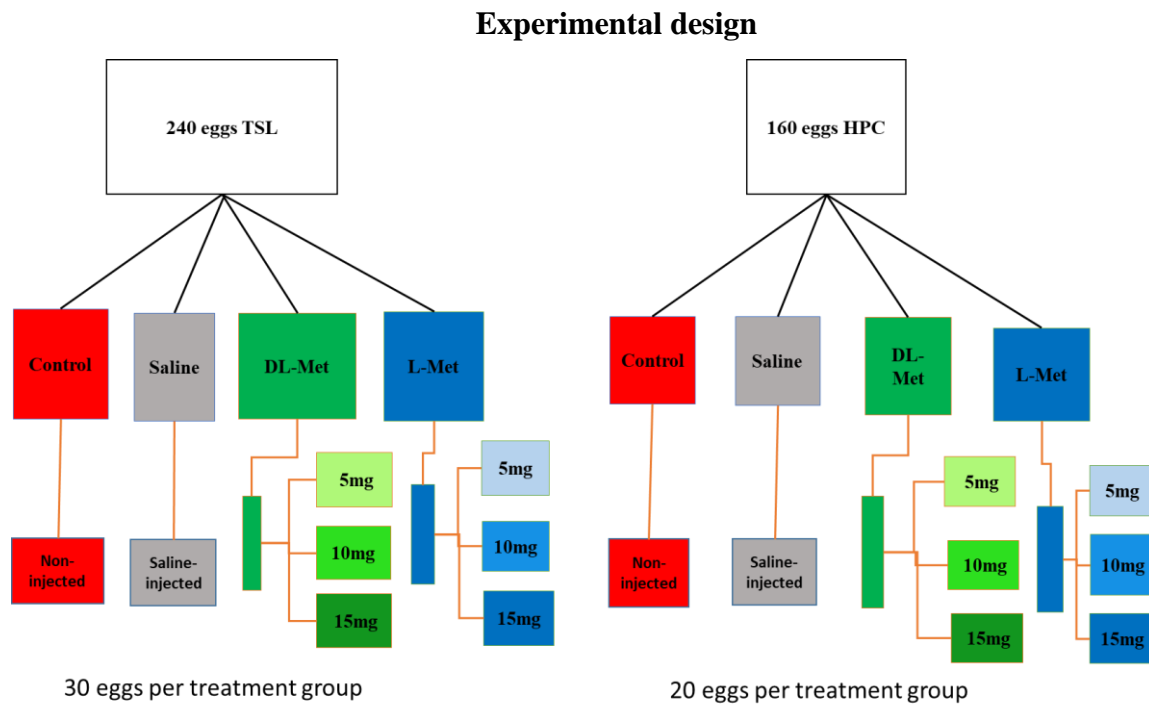 Experimental design
240 eggs TSL
Control
Saline
DL-Met
L-Met
5mg
10mg
15mg
5mg
10mg
15mg
Non-
injected
Saline-
injected
30 eggs per treatment group
160 eggs HPC
Control
Saline
DL-
Met
L-Met
5mg
10mg
15mg
5mg
10mg
15mg
Non-
injected
Saline-
injected
20 eggs per treatment group